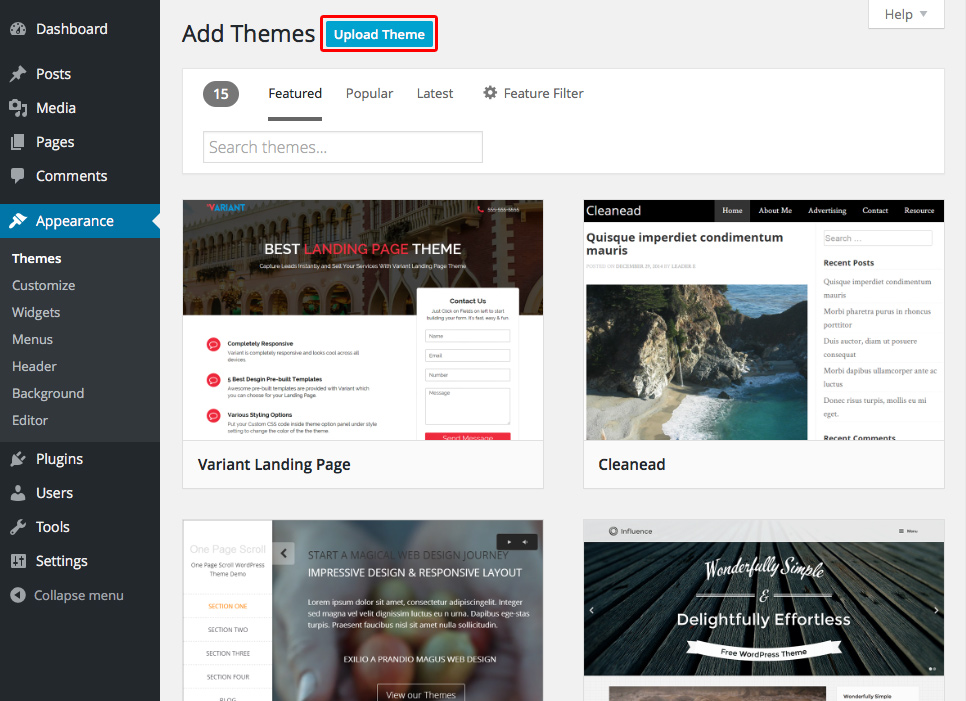 Dashboard
Posts
Media
Pages
Comments
Appearance
Themes
Customize
Widgets
Menus
Header
Background
Editor
Plugins
Users
Tools
Settings
Collapse menu
Add Themes Upload Theme
Help
15 Featured Popular Latest Feature Filter
Search themes...
VARIANT
555-555-5555
BEST LANDING PAGE THEME
Capture Leads Instantly and Sell Your Services With Variant Landing Page Theme
Contact Us
Just Click on Fields on left to start
building your form. It's fast, easy & fun.
Name
Email
Number
Message
Send Message
Completely Responsive
Variant is completely responsive and looks cool across all
devices.
5 Best Desgin Pre-built Templates
Awesome pre-built templates are provided with Variant which
you can choose for your Landing Page.
Various Styling Options
Put your Custom CSS code inside theme option panel under style
setting to change the color of the the theme.
Variant Landing Page
Cleanead
Home About Me Advertising Contact Resource
Quisque imperdiet condimentum
mauris
POSTED ON DECEMBER 17, 2014 BY LEADER 2
Search ...
Recent Posts
Quisque imperdiet condimentum
mauris
Morbi pharetra purus in rhoncus
porttitor
Duis auctor, diam ut posuere
consequat
Morbi dapibus ullamcorper ante ac
luctus
Donec risus turpis, mollis eu mi
eget.
Recent Comments
Cleanead
One Page Scroll
One Page Scroll WordPress
Theme Demo
SECTION ONE
SECTION TWO
SECTION THREE
SECTION FOUR
BLOG
START A MAGICAL WEB DESIGN JOURNEY
IMPRESSIVE DESIGN & RESPONSIVE LAYOUT
Lorem ipsum dolor sit amet, consectetur adipiscingelit. Integer
sed magna vel velit dignissim luctus eu n urna. Dapibus ege-stas
turpis. Praesent faucibus nisl sit amet nulla sollicitudin.
EXILIO A PRANDIO MAGUS WEB DESIGN
View our Themes
Influence
Menu
Wonderfully Simple
&
Delightfully Effortless
Free WordPress Theme
Wonderfully Simple